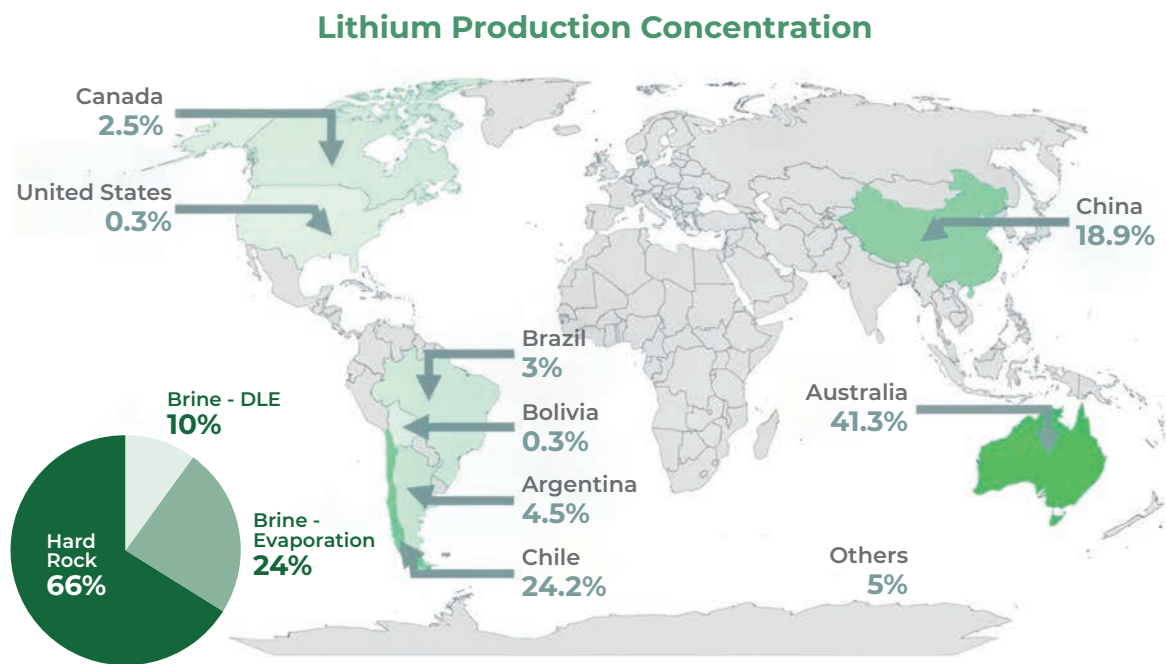 Lithium Production Concentration
Canada
2.5%
United States
0.3%
China
18.9%
Brazil
3%
Bolivia
0.3%
Argentina
4.5%
Chile
24.2%
Australia
41.3%
Others
5%
Brine - DLE
10%
Brine -
Evaporation
24%
Hard
Rock
66%